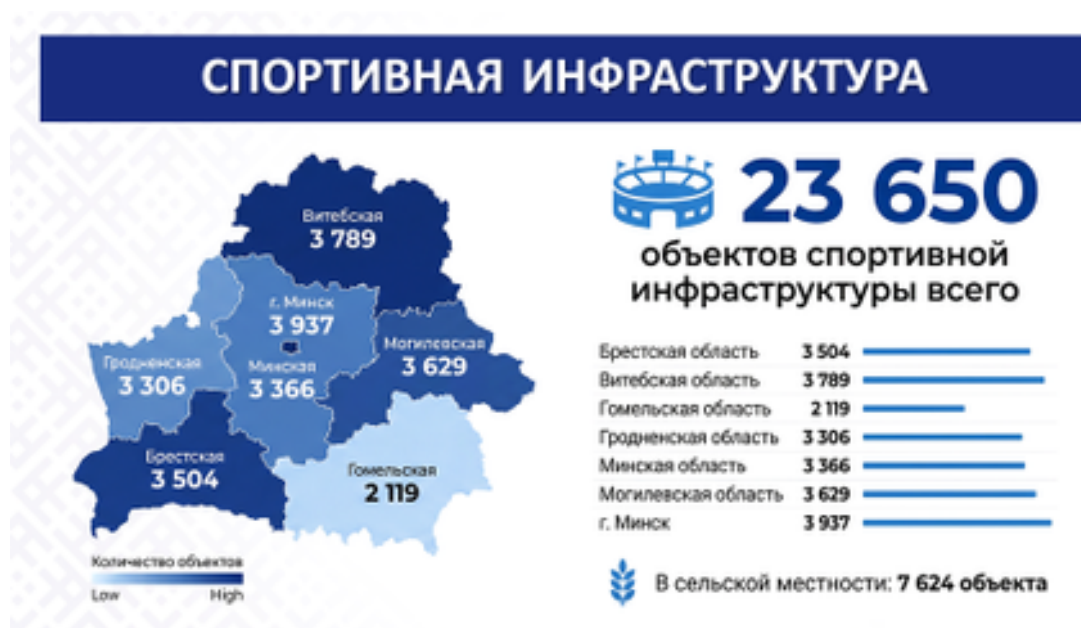 СПОРТИВНАЯ ИНФРАСТРУКТУРА
Витебская
3 789
г. Минск
3 937
Могилевская
3 629
Гродненская
3 306
Минская
3 366
Брестская
3 504
Гомельская
2 119
Количество объектов
Low High
23 650
объектов спортивной
инфраструктуры всего
Брестская область 3 504
Витебская область 3 789
Гомельская область 2 119
Гродненская область 3 306
Минская область 3 366
Могилевская область 3 629
г. Минск 3 937
В сельской местности: 7 624 объекта